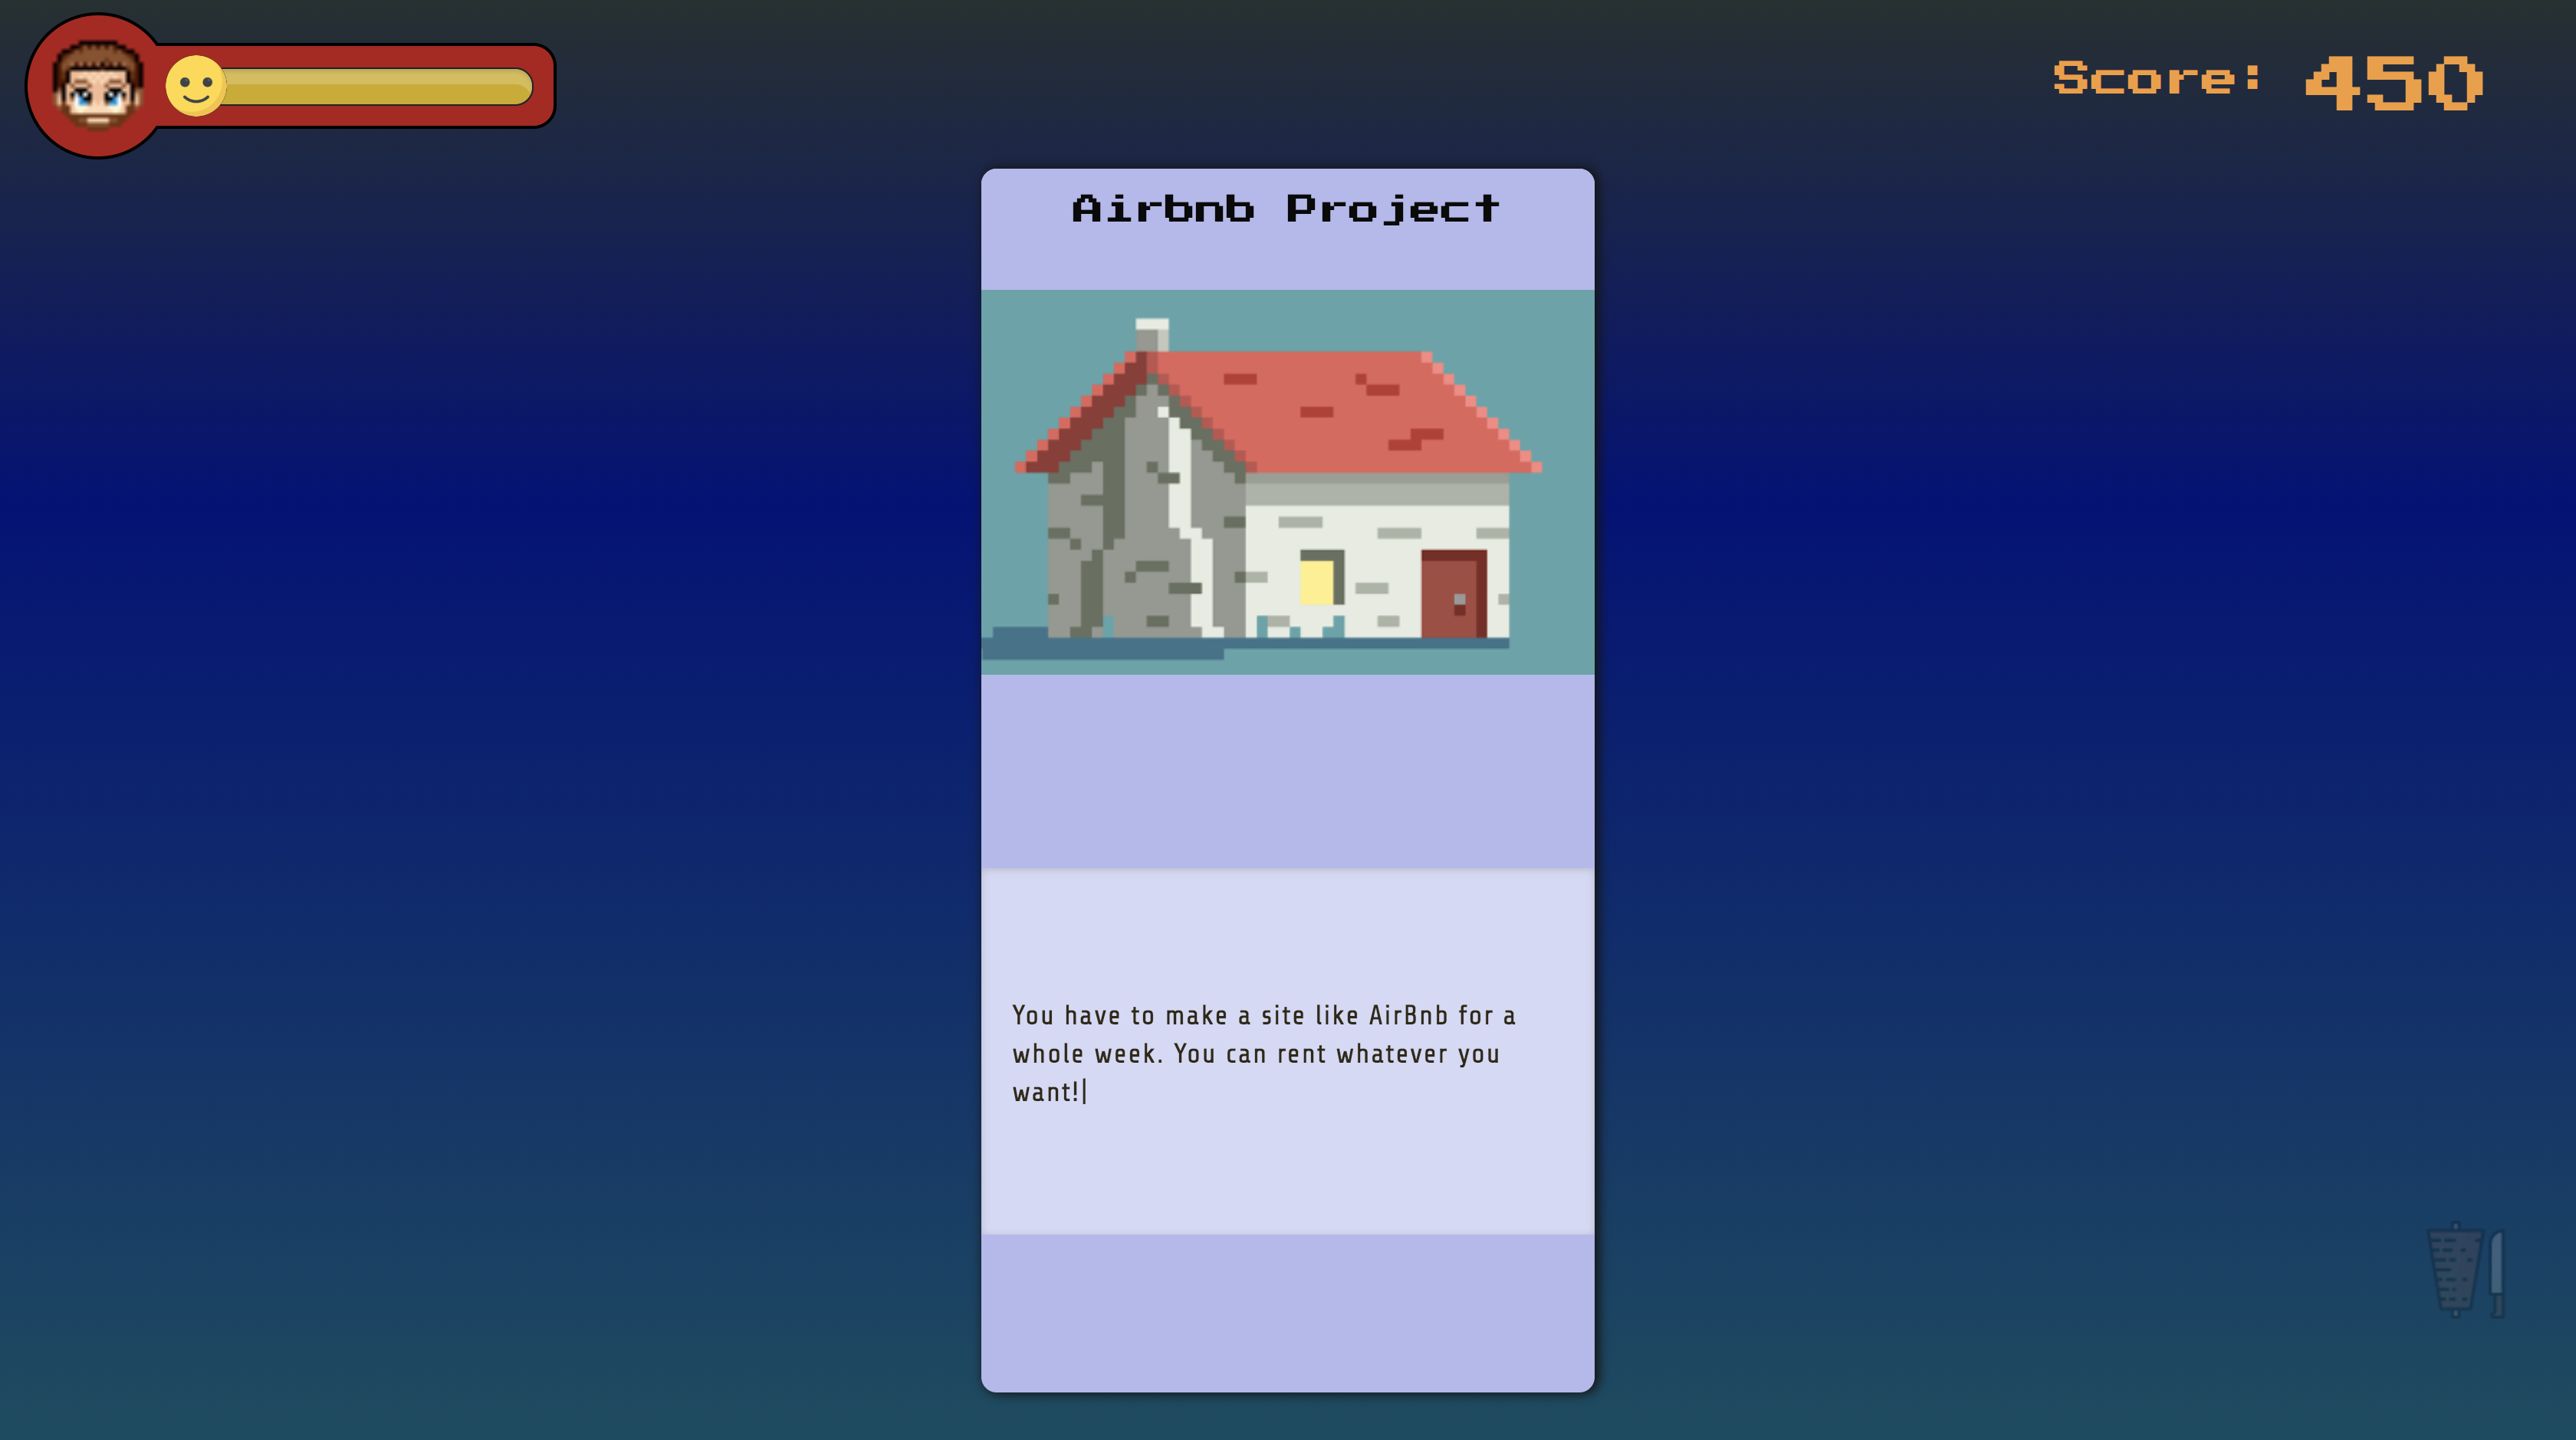 Score: 450
Airbnb Project
You have to make a site like AirBnb for a
whole week. You can rent whatever you
want!